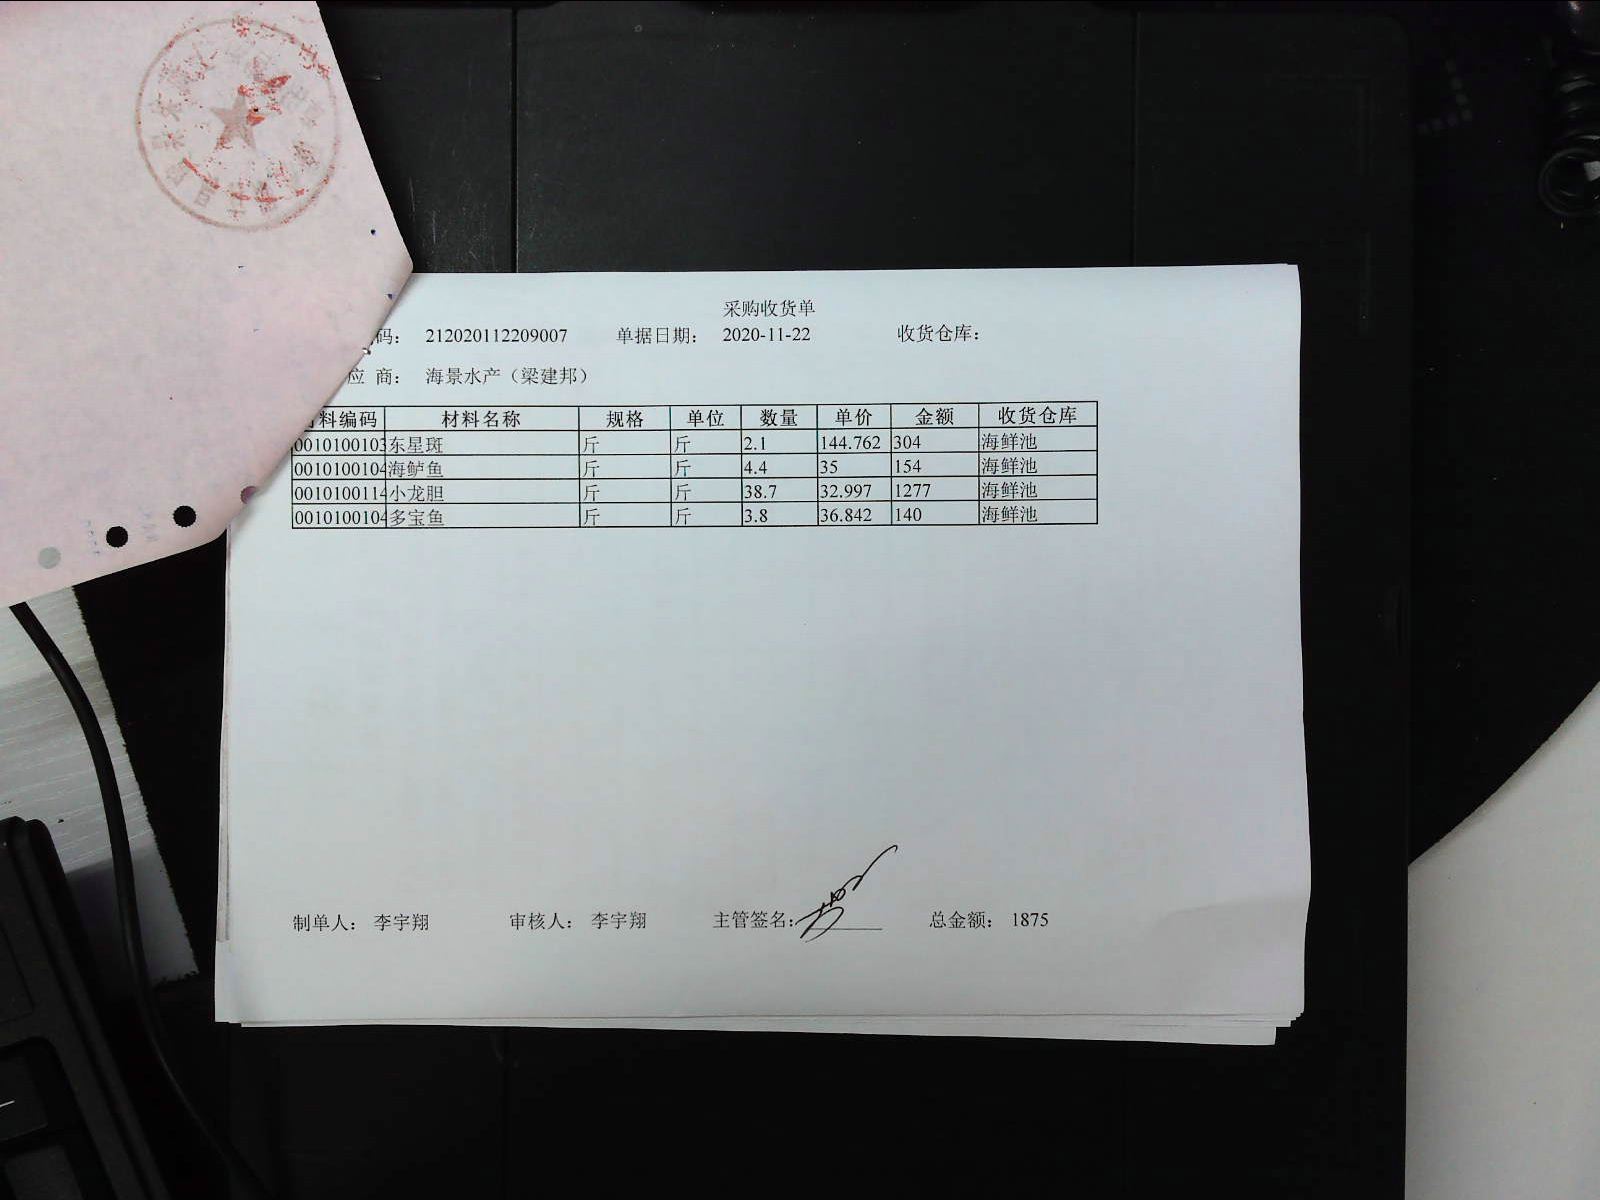 采购收货单
码： 212020112209007 单据日期： 2020-11-22 收货仓库：
应 商： 海景水产（梁建邦）
料编码 材料名称 规格 单位 数量 单价 金额 收货仓库
0010100103 东星斑 斤 斤 2.1 144.762 304 海鲜池
0010100104 海鲈鱼 斤 斤 4.4 35 154 海鲜池
0010100114 小龙胆 斤 斤 38.7 32.997 1277 海鲜池
0010100104 多宝鱼 斤 斤 3.8 36.842 140 海鲜池
制单人： 李宇翔 审核人： 李宇翔 主管签名： 总金额： 1875